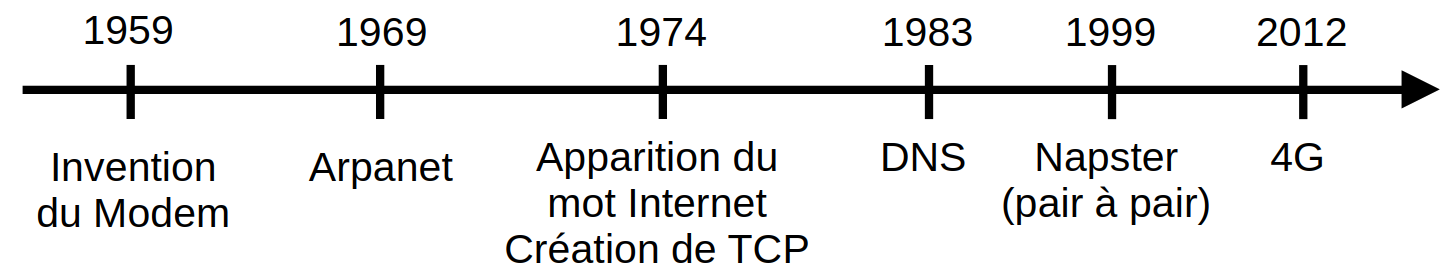 1959
1969
1974
1983
1999
2012
Invention
du Modem
Arpanet
Apparition du
mot Internet
Création de TCP
DNS
Napster
(pair à pair)
4G